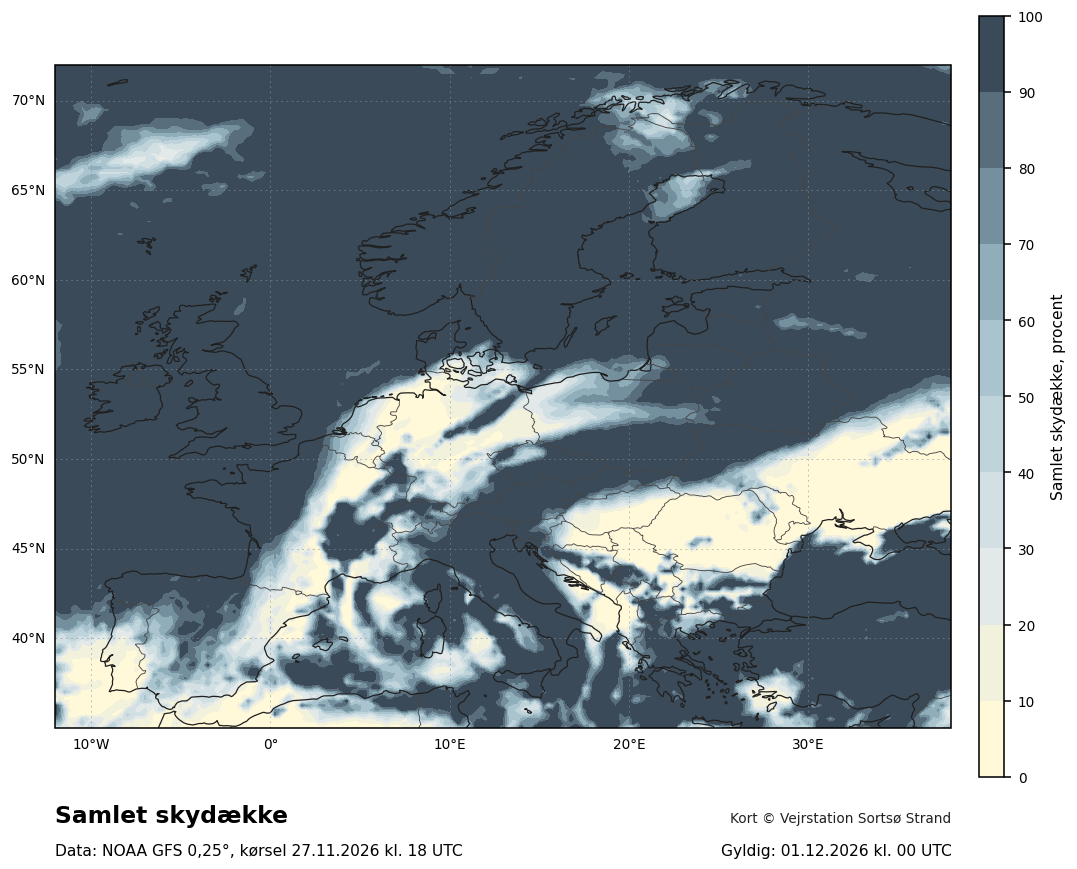 100
90
80
70
60
50
40
30
20
10
0
Samlet skydække, procent
70°N
65°N
60°N
55°N
50°N
45°N
40°N
10°W
0°
10°E
20°E
30°E
Samlet skydække
Kort © Vejrstation Sortsø Strand
Data: NOAA GFS 0,25°, kørsel 27.11.2026 kl. 18 UTC
Gyldig: 01.12.2026 kl. 00 UTC